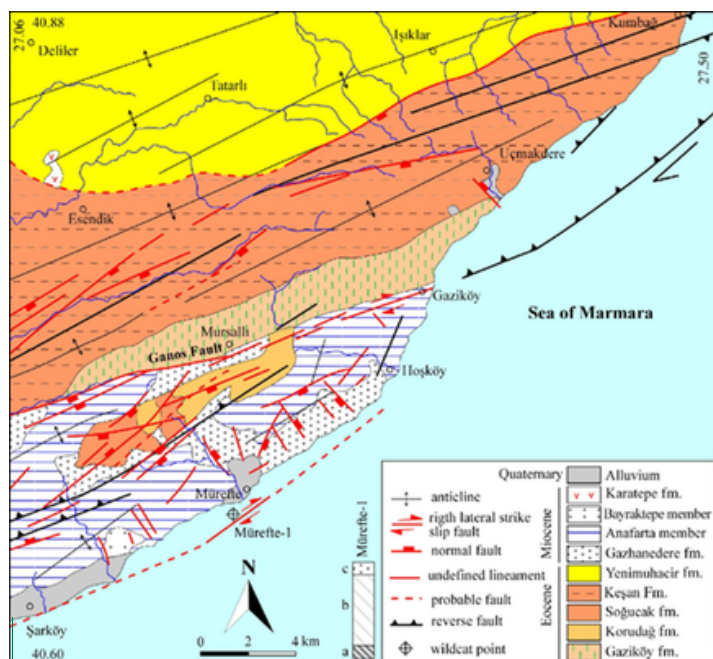 27.06
40.88
Deliler
Işıklar
Kumbağ
27.50
Tatarlı
Uçmakdere
Esendik
Gaziköy
Sea of Marmara
Mursallı
Ganos Fault
Hoşköy
Mürefte
Mürefte-1
Şarköy
40.60
N
0 2 4 km
Mürefte-1
c
b
a
anticline
rigth lateral strike
slip fault
normal fault
undefined lineament
probable fault
reverse fault
wildcat point
Quaternary
Miocene
Eocene
Alluvium
Karatepe fm.
Bayraktepe member
Anafarta member
Gazhanedere fm.
Yenimuhacir fm.
Keşan Fm.
Soğucak fm.
Korudağ fm.
Gaziköy fm.